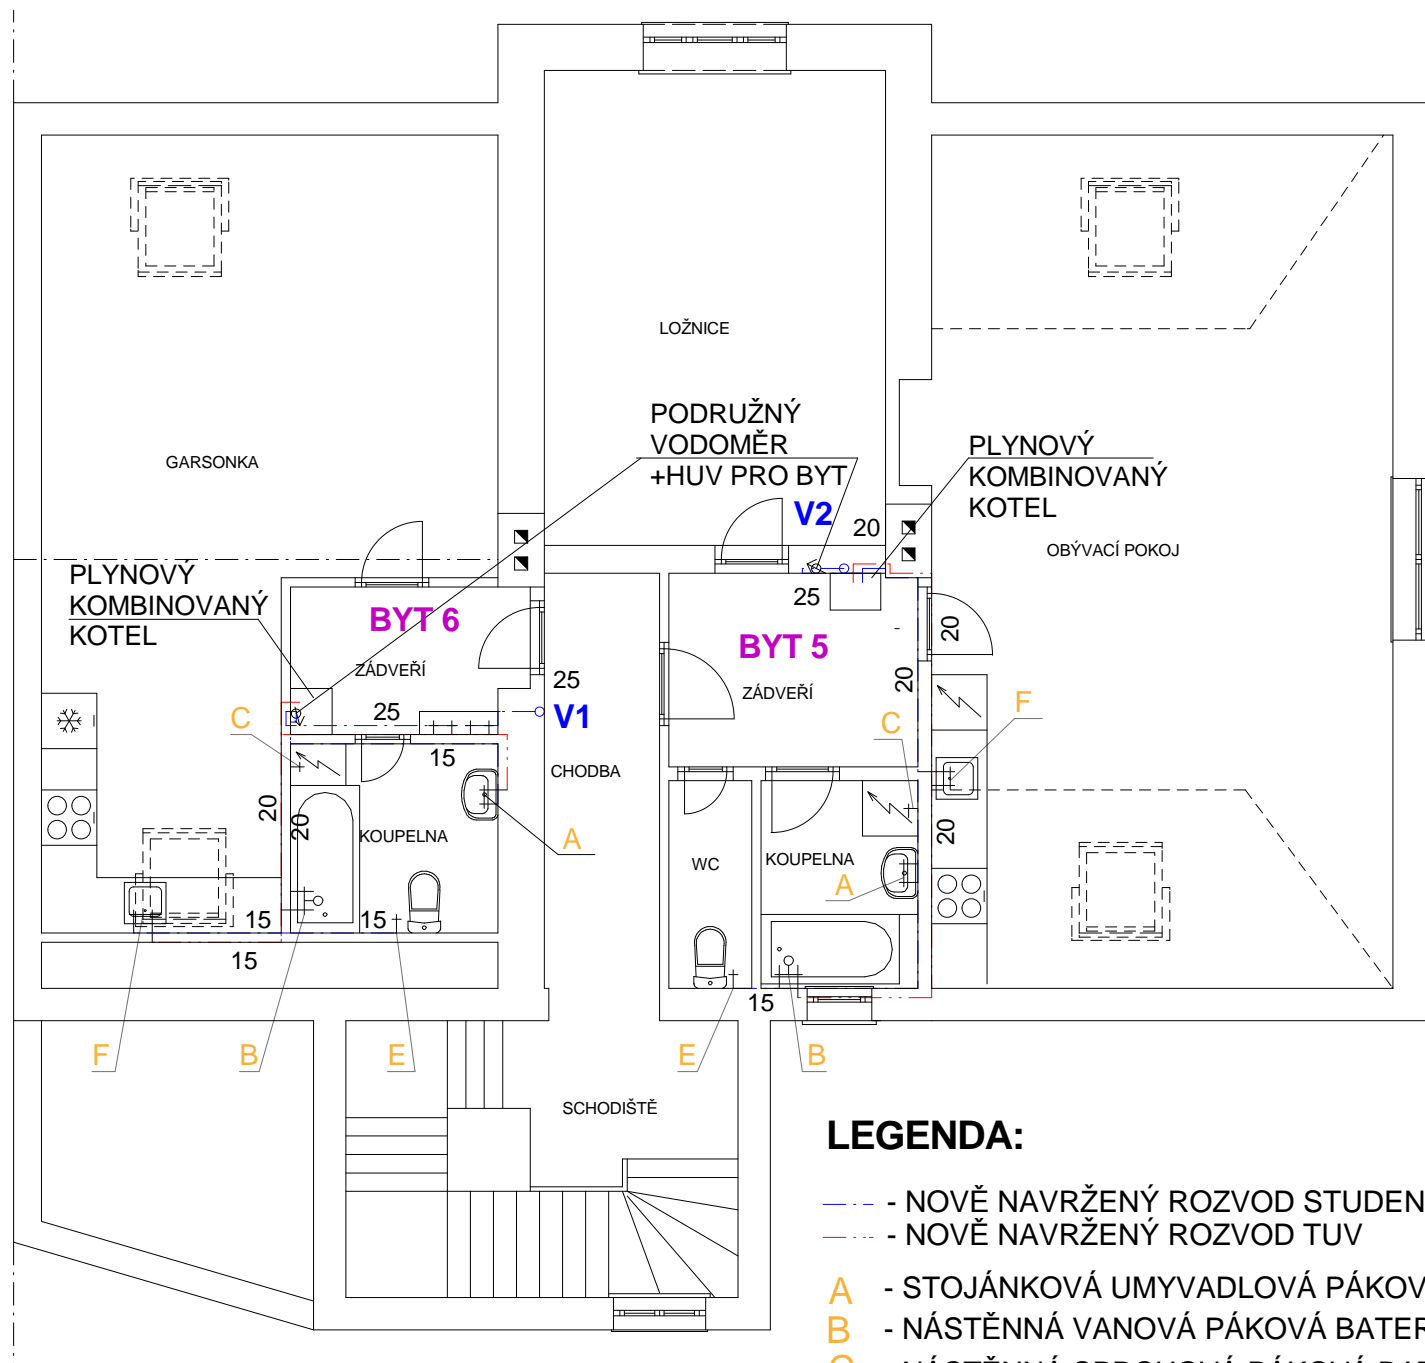 LOŽNICE
PODRUŽNÝ
VODOMĚR
+HUV PRO BYT
V2
20
PLYNOVÝ
KOMBINOVANÝ
KOTEL
OBÝVACÍ POKOJ
GARSONKA
PLYNOVÝ
KOMBINOVANÝ
KOTEL
BYT 6
ZÁDVEŘÍ
25
25
V1
25
BYT 5
ZÁDVEŘÍ
20
20
C
F
C
15
CHODBA
20
20
KOUPELNA
A
WC
KOUPELNA
A
20
15
15
15
15
F
B
E
E
B
SCHODIŠTĚ
LEGENDA:
- NOVĚ NAVRŽENÝ ROZVOD STUDEN
- NOVĚ NAVRŽENÝ ROZVOD TUV
A - STOJÁNKOVÁ UMYVADLOVÁ PÁKOV
B - NÁSTĚNNÁ VANOVÁ PÁKOVÁ BATER